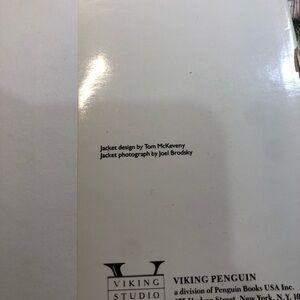 Jacket design by Tom McKeveny
Jacket photograph by Joel Brodsky
V
VIKING
STUDIO
VIKING PENGUIN
a division of Penguin Books USA Inc.
Street, New York, N.Y. 10